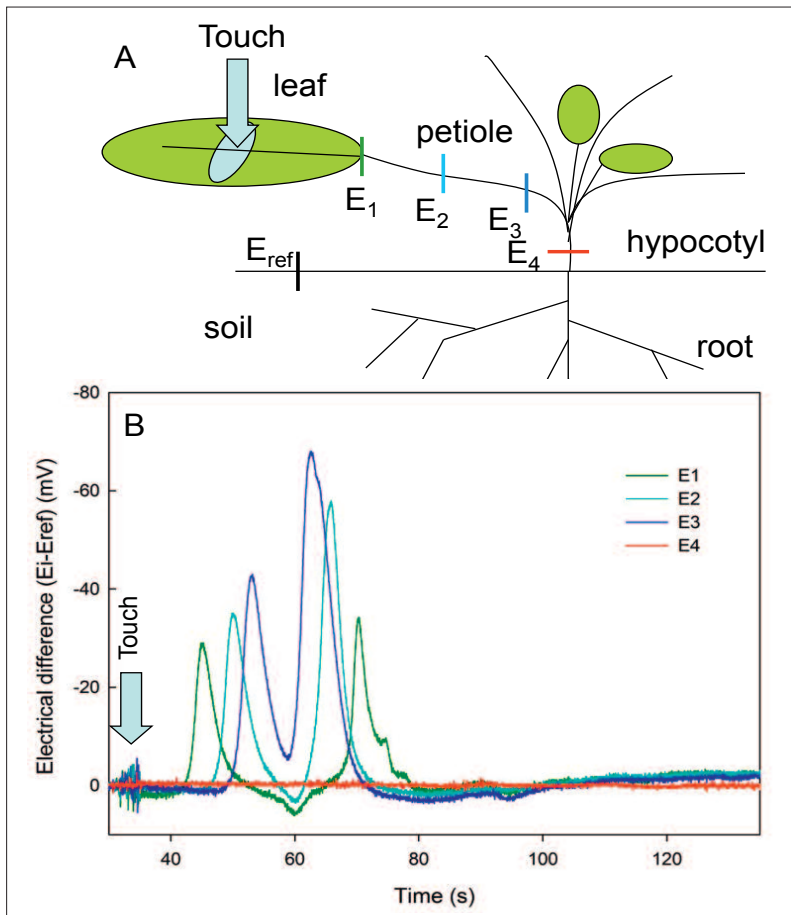 A
Touch
leaf
petiole
E₁
E₂
E₃
E₄
hypocotyl
Eref
soil
root
B
Touch
Electrical difference (Ei-Eref) (mV)
-80
-60
-40
-20
0
E1
E2
E3
E4
40
60
80
100
120
Time (s)